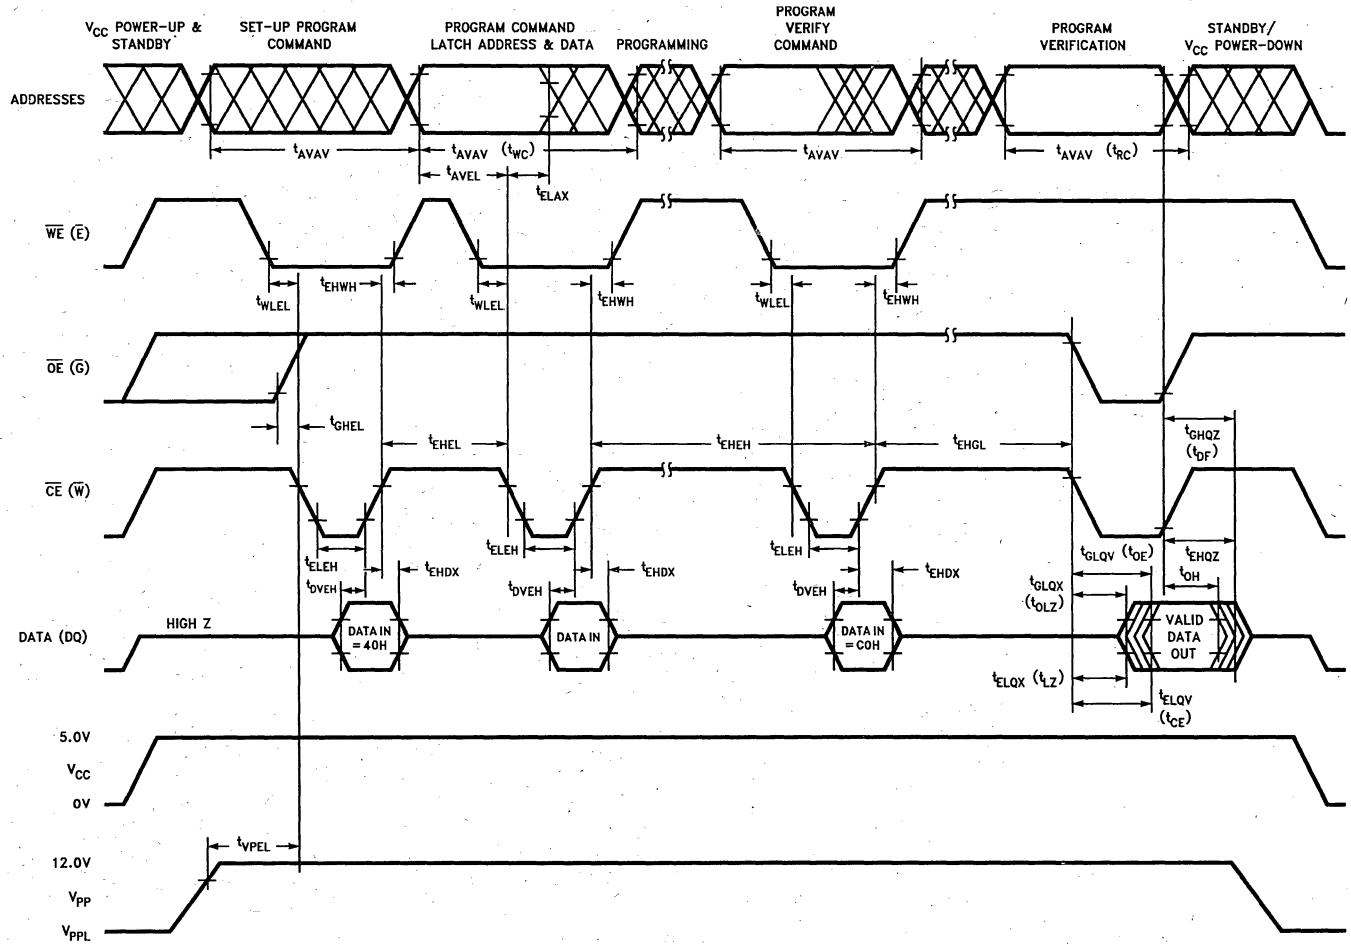 V_CC POWER-UP &
STANDBY
SET-UP PROGRAM
COMMAND
PROGRAM COMMAND
LATCH ADDRESS & DATA
PROGRAMMING
PROGRAM
VERIFY
COMMAND
PROGRAM
VERIFICATION
STANDBY/
V_CC POWER-DOWN
ADDRESSES
t_AVAV
t_AVAV (t_WC)
t_AVAV
t_AVAV (t_RC)
t_AVEL
t_ELAX
W̅E̅ (E̅)
t_WLEL
t_EHWH
t_WLEL
t_EHWH
t_WLEL
t_EHWH
O̅E̅ (G̅)
t_GHEL
t_EHEL
t_EHEH
t_EHGL
t_GHQZ
(t_DF)
C̅E̅ (W̅)
t_ELEH
t_ELEH
t_ELEH
t_GLQV (t_OE)
t_EHQZ
t_DVEH
t_EHDX
t_DVEH
t_EHDX
t_DVEH
t_EHDX
t_GLQX
(t_OLZ)
t_OH
DATA (DQ)
HIGH Z
DATA IN
= 40H
DATA IN
DATA IN
= C0H
VALID
DATA
OUT
t_ELQX (t_LZ)
t_ELQV
(t_CE)
5.0V
V_CC
0V
t_VPEL
12.0V
V_PP
V_PPL